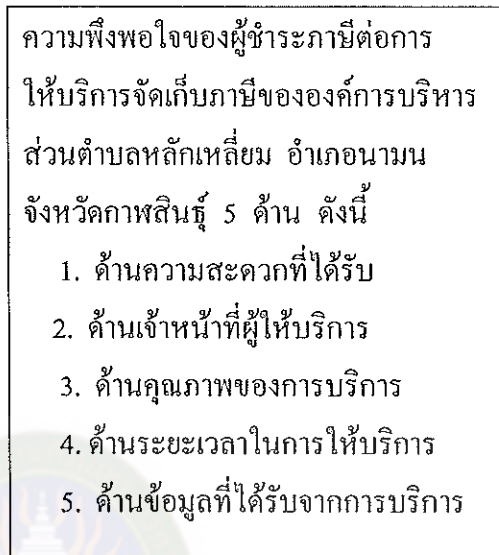 ความพึงพอใจของผู้ชำระภาษีต่อการ
ให้บริการจัดเก็บภาษีขององค์การบริหาร
ส่วนตำบลหลักเหลี่ยม อำเภอนามน
จังหวัดกาฬสินธุ์ 5 ด้าน ดังนี้
1. ด้านความสะดวกที่ได้รับ
2. ด้านเจ้าหน้าที่ผู้ให้บริการ
3. ด้านคุณภาพของการบริการ
4. ด้านระยะเวลาในการให้บริการ
5. ด้านข้อมูลที่ได้รับจากการบริการ